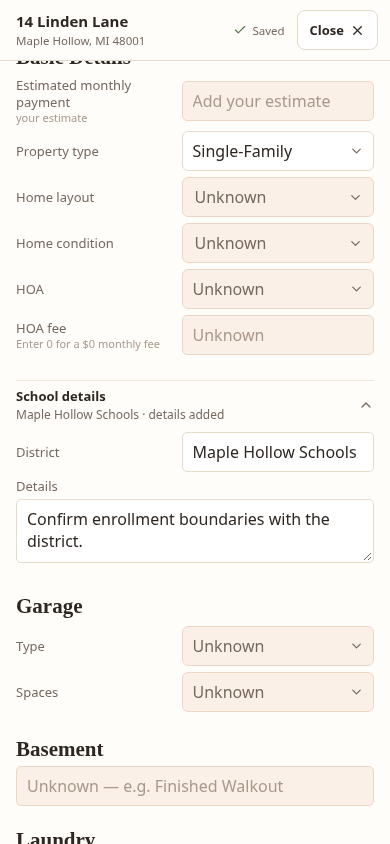 14 Linden Lane
Maple Hollow, MI 48001
Saved
Close
Basic Details
Estimated monthly
payment
your estimate
Add your estimate
Property type
Single-Family
Home layout
Unknown
Home condition
Unknown
HOA
Unknown
HOA fee
Enter 0 for a $0 monthly fee
Unknown
School details
Maple Hollow Schools · details added
District
Maple Hollow Schools
Details
Confirm enrollment boundaries with the
district.
Garage
Type
Unknown
Spaces
Unknown
Basement
Unknown — e.g. Finished Walkout
Laundry